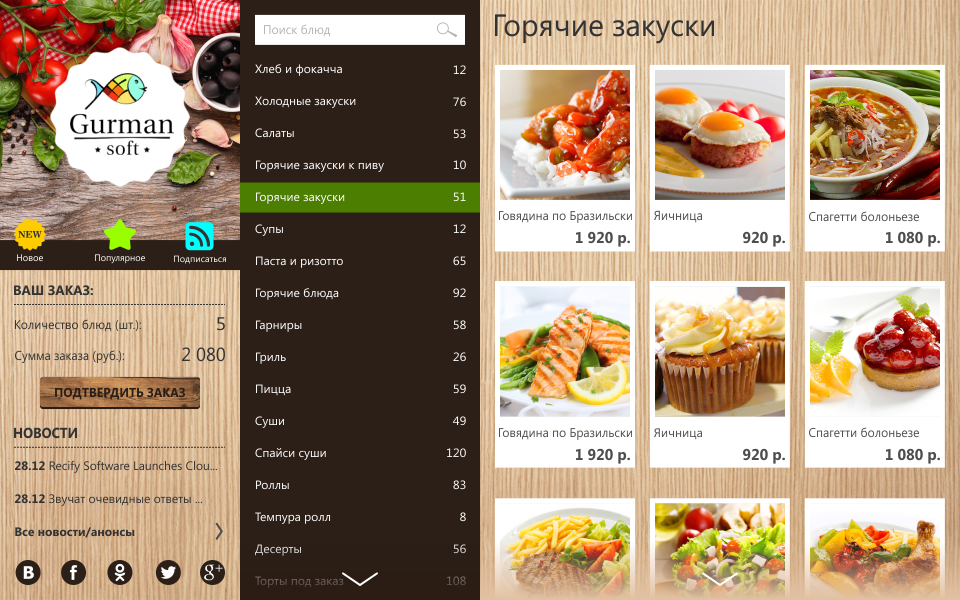 Gurman
soft
NEW
Новое
Популярное
Подписаться
ВАШ ЗАКАЗ:
Количество блюд (шт.): 5
Сумма заказа (руб.): 2 080
ПОДТВЕРДИТЬ ЗАКАЗ
НОВОСТИ
28.12 Recify Software Launches Clou...
28.12 Звучат очевидные ответы ...
Все новости/анонсы
B
f
g+
Поиск блюд
Хлеб и фокачча 12
Холодные закуски 76
Салаты 53
Горячие закуски к пиву 10
Горячие закуски 51
Супы 12
Паста и ризотто 65
Горячие блюда 92
Гарниры 58
Гриль 26
Пицца 59
Суши 49
Спайси суши 120
Роллы 83
Темпура ролл 8
Десерты 56
Торты под заказ 108
Горячие закуски
Говядина по Бразильски
1 920 р.
Яичница
920 р.
Спагетти болоньезе
1 080 р.
Говядина по Бразильски
1 920 р.
Яичница
920 р.
Спагетти болоньезе
1 080 р.